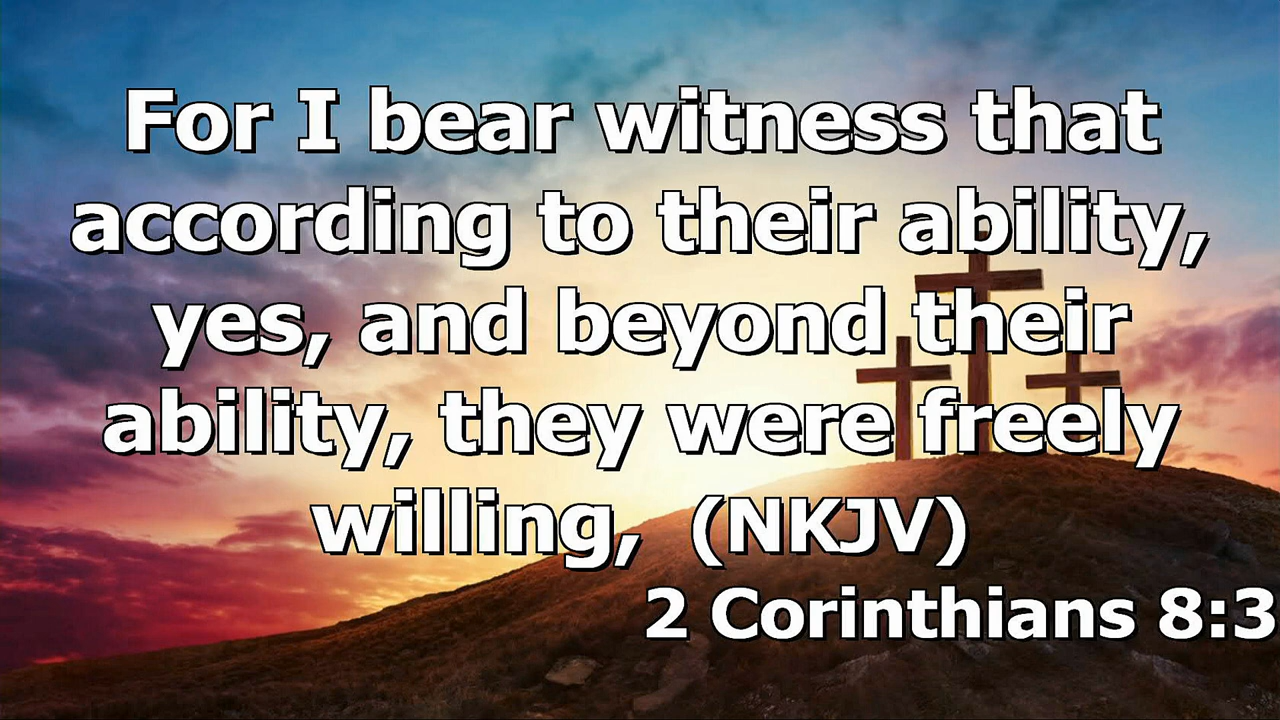 For I bear witness that
according to their ability,
yes, and beyond their
ability, they were freely
willing,  (NKJV)
2 Corinthians 8:3